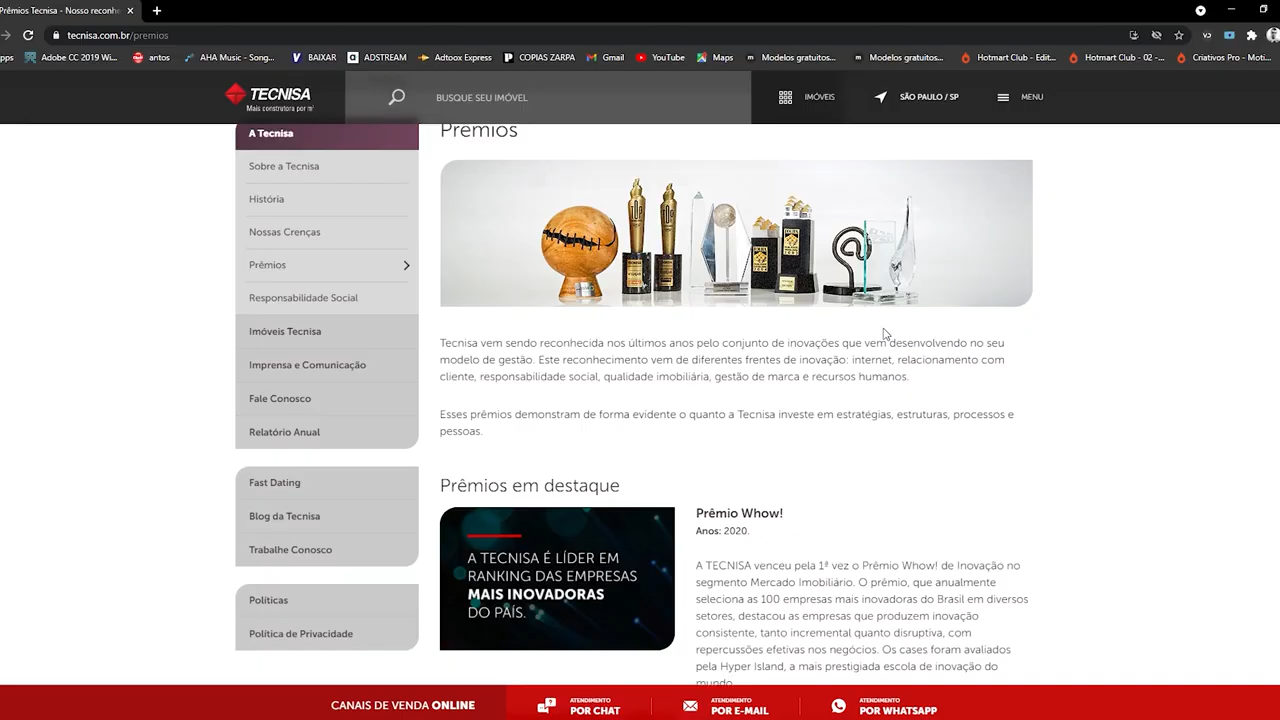 Prêmios Tecnisa - Nosso reconh
tecnisa.com.br/premios
apps
Adobe CC 2019 Wi...
antos
AHA Music - Song...
BAIXAR
ADSTREAM
Adtoox Express
COPIAS ZARPA
Gmail
YouTube
Maps
Modelos gratuitos...
Modelos gratuitos...
Hotmart Club - Edit...
Hotmart Club - 02 -...
Criativos Pro - Moti...
TECNISA
Mais construtora por m²
BUSQUE SEU IMÓVEL
IMÓVEIS
SÃO PAULO / SP
MENU
A Tecnisa
Sobre a Tecnisa
História
Nossas Crenças
Prêmios
Responsabilidade Social
Imóveis Tecnisa
Imprensa e Comunicação
Fale Conosco
Relatório Anual
Fast Dating
Blog da Tecnisa
Trabalhe Conosco
Políticas
Política de Privacidade
Prêmios
Tecnisa vem sendo reconhecida nos últimos anos pelo conjunto de inovações que vem desenvolvendo no seu
modelo de gestão. Este reconhecimento vem de diferentes frentes de inovação: internet, relacionamento com
cliente, responsabilidade social, qualidade imobiliária, gestão de marca e recursos humanos.
Esses prêmios demonstram de forma evidente o quanto a Tecnisa investe em estratégias, estruturas, processos e
pessoas.
Prêmios em destaque
A TECNISA É LÍDER EM
RANKING DAS EMPRESAS
MAIS INOVADORAS
DO PAÍS.
Prêmio Whow!
Anos: 2020.
A TECNISA venceu pela 1ª vez o Prêmio Whow! de Inovação no
segmento Mercado Imobiliário. O prêmio, que anualmente
seleciona as 100 empresas mais inovadoras do Brasil em diversos
setores, destacou as empresas que produzem inovação
consistente, tanto incremental quanto disruptiva, com
repercussões efetivas nos negócios. Os cases foram avaliados
pela Hyper Island, a mais prestigiada escola de inovação do
mundo.
CANAIS DE VENDA ONLINE
ATENDIMENTO
POR CHAT
ATENDIMENTO
POR E-MAIL
ATENDIMENTO
POR WHATSAPP